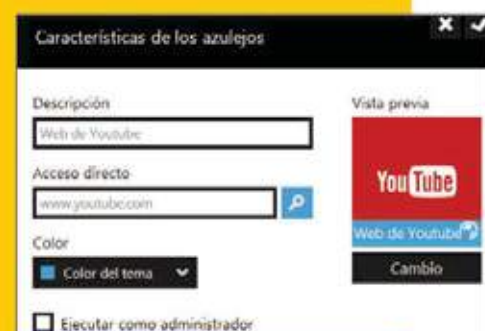 Características de los azulejos
Descripción
Web de Youtube
Acceso directo
www.youtube.com
Color
Color del tema
Ejecutar como administrador
Vista previa
YouTube
Web de Youtube
Cambio